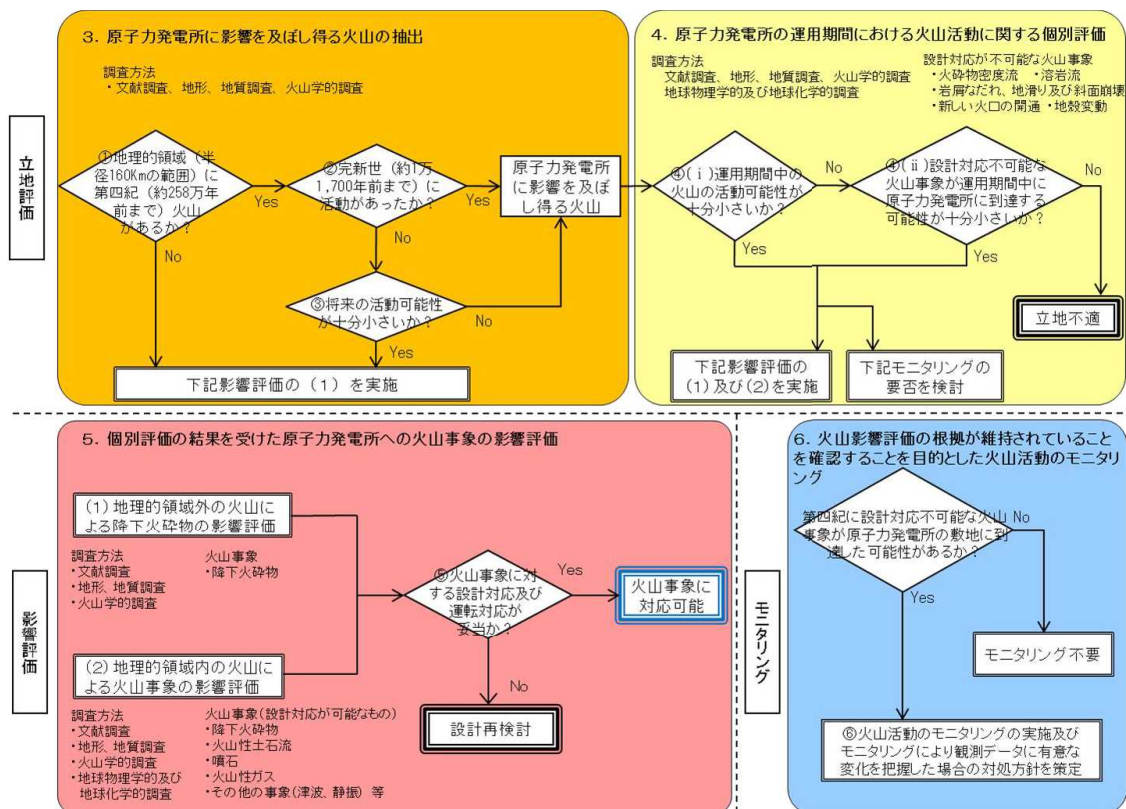 3. 原子力発電所に影響を及ぼし得る火山の抽出
調査方法
・文献調査、地形、地質調査、火山学的調査
立地評価
①地理的領域(半
径160Kmの範囲)に
第四紀(約258万年
前まで)火山
があるか?
Yes
No
②完新世(約1万
1,700年前まで)に
活動があったか?
Yes
No
原子力発電所
に影響を及ぼ
し得る火山
③将来の活動可能性
が十分小さいか?
No
Yes
下記影響評価の(1)を実施
4. 原子力発電所の運用期間における火山活動に関する個別評価
調査方法
文献調査、地形、地質調査、火山学的調査
地球物理学的及び地球化学的調査
設計対応が不可能な火山事象
・火砕物密度流 ・溶岩流
・岩屑なだれ、地滑り及び斜面崩壊
・新しい火口の開通 ・地殻変動
④(ⅰ)運用期間中の
火山の活動可能性が
十分小さいか?
No
Yes
④(ⅱ)設計対応不可能な
火山事象が運用期間中に
原子力発電所に到達する
可能性が十分小さいか?
No
Yes
立地不適
下記影響評価の
(1)及び(2)を実施
下記モニタリングの
要否を検討
5. 個別評価の結果を受けた原子力発電所への火山事象の影響評価
影響評価
(1)地理的領域外の火山に
よる降下火砕物の影響評価
調査方法
・文献調査
・地形、地質調査
・火山学的調査
火山事象
・降下火砕物
⑤火山事象に対
する設計対応及び
運転対応が
妥当か?
Yes
火山事象に
対応可能
No
設計再検討
(2)地理的領域内の火山に
よる火山事象の影響評価
調査方法
・文献調査
・地形、地質調査
・火山学的調査
・地球物理学的及び
地球化学的調査
火山事象(設計対応が可能なもの)
・降下火砕物
・火山性土石流
・噴石
・火山性ガス
・その他の事象(津波、静振)等
モニタリング
6. 火山影響評価の根拠が維持されていること
を確認することを目的とした火山活動のモニタ
リング
第四紀に設計対応不可能な火山
事象が原子力発電所の敷地に到
達した可能性があるか?
No
Yes
モニタリング不要
⑥火山活動のモニタリングの実施及び
モニタリングにより観測データに有意な
変化を把握した場合の対処方針を策定